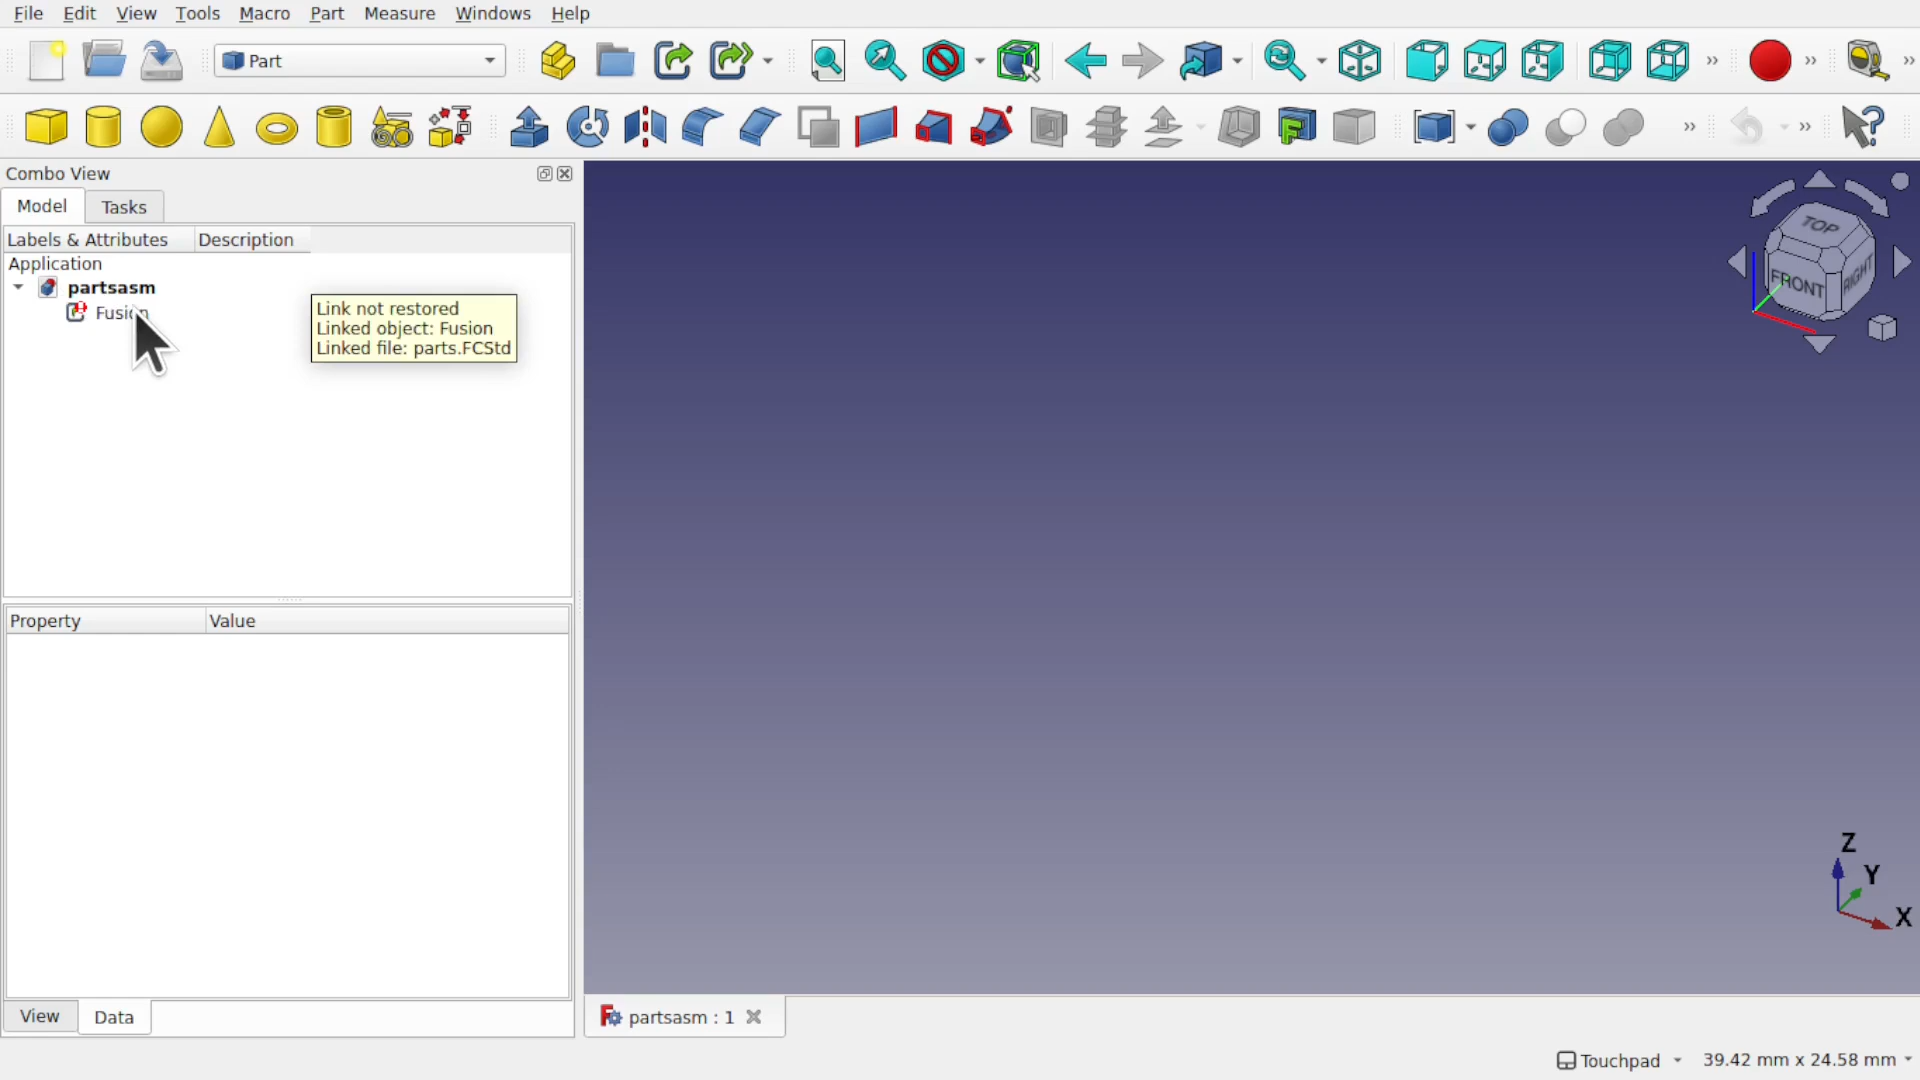 File Edit View Tools Macro Part Measure Windows Help
Part
Combo View
Model Tasks
Labels & Attributes Description
Application
partsasm
Fusion
Link not restored
Linked object: Fusion
Linked file: parts.FCStd
TOP
FRONT RIGHT
Property Value
Z
Y
X
View Data
partsasm : 1
Touchpad 39.42 mm x 24.58 mm